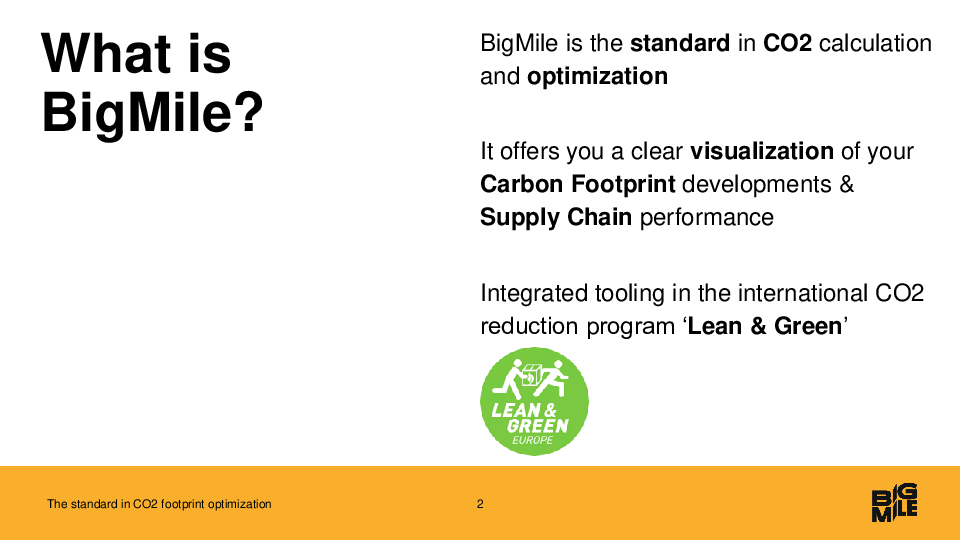 What is
BigMile?
BigMile is the standard in CO2 calculation
and optimization
It offers you a clear visualization of your
Carbon Footprint developments &
Supply Chain performance
Integrated tooling in the international CO2
reduction program ‘Lean & Green’
LEAN &
GREEN
EUROPE
The standard in CO2 footprint optimization
2
BIG
MILE